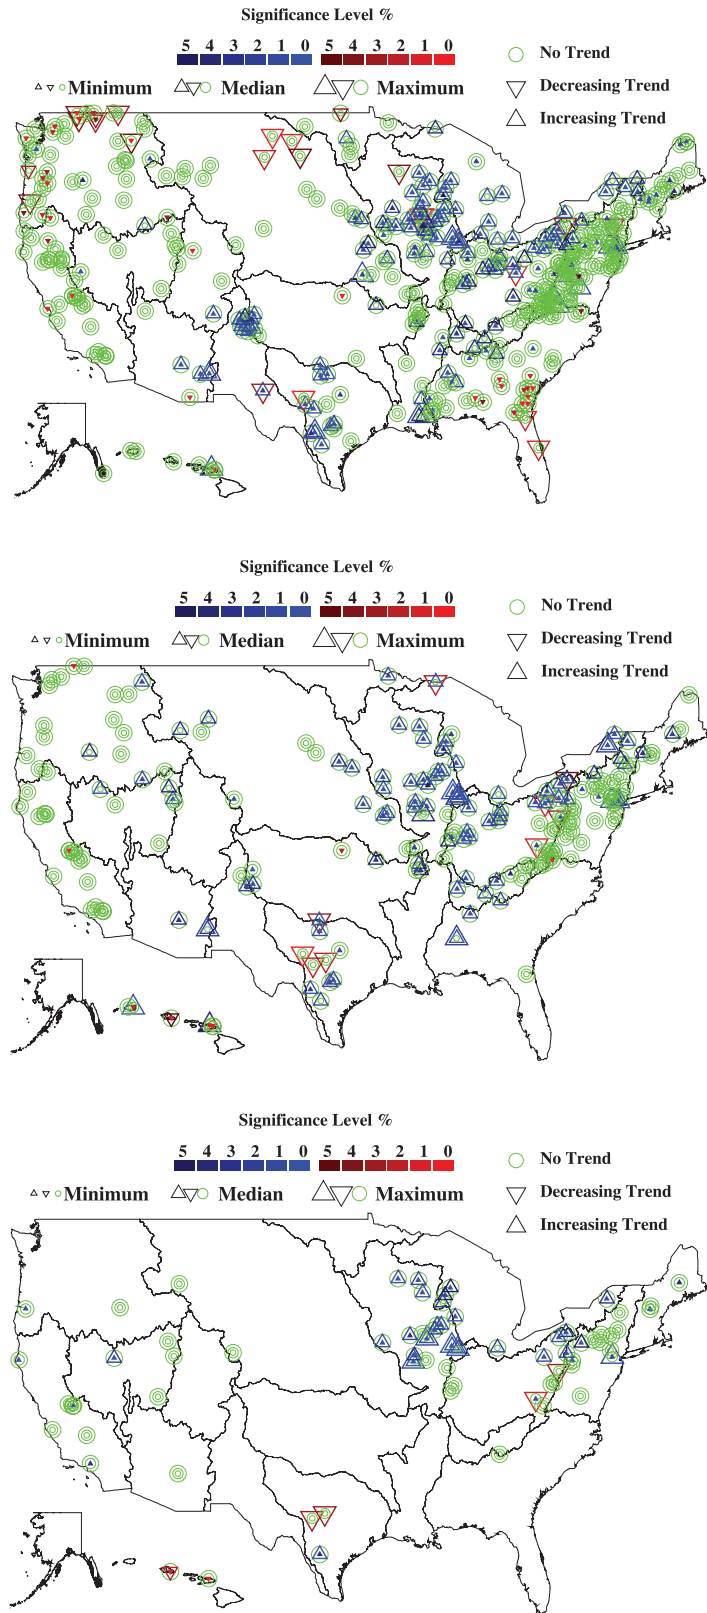 Significance Level %
5 4 3 2 1 0 5 4 3 2 1 0
No Trend
Minimum Median Maximum
Decreasing Trend
Increasing Trend
Significance Level %
5 4 3 2 1 0 5 4 3 2 1 0
No Trend
Minimum Median Maximum
Decreasing Trend
Increasing Trend
Significance Level %
5 4 3 2 1 0 5 4 3 2 1 0
No Trend
Minimum Median Maximum
Decreasing Trend
Increasing Trend